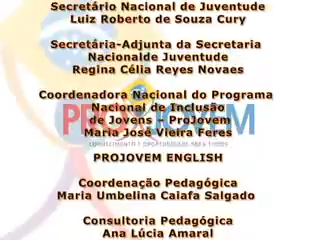 Secretário Nacional de Juventude
Luiz Roberto de Souza Cury
Secretária-Adjunta da Secretaria
Nacionalde Juventude
Regina Célia Reyes Novaes
Coordenadora Nacional do Programa
Nacional de Inclusão
de Jovens - ProJovem
Maria José Vieira Feres
PROJOVEM
PROJOVEM ENGLISH
Coordenação Pedagógica
Maria Umbelina Caiafa Salgado
Consultoria Pedagógica
Ana Lúcia Amaral